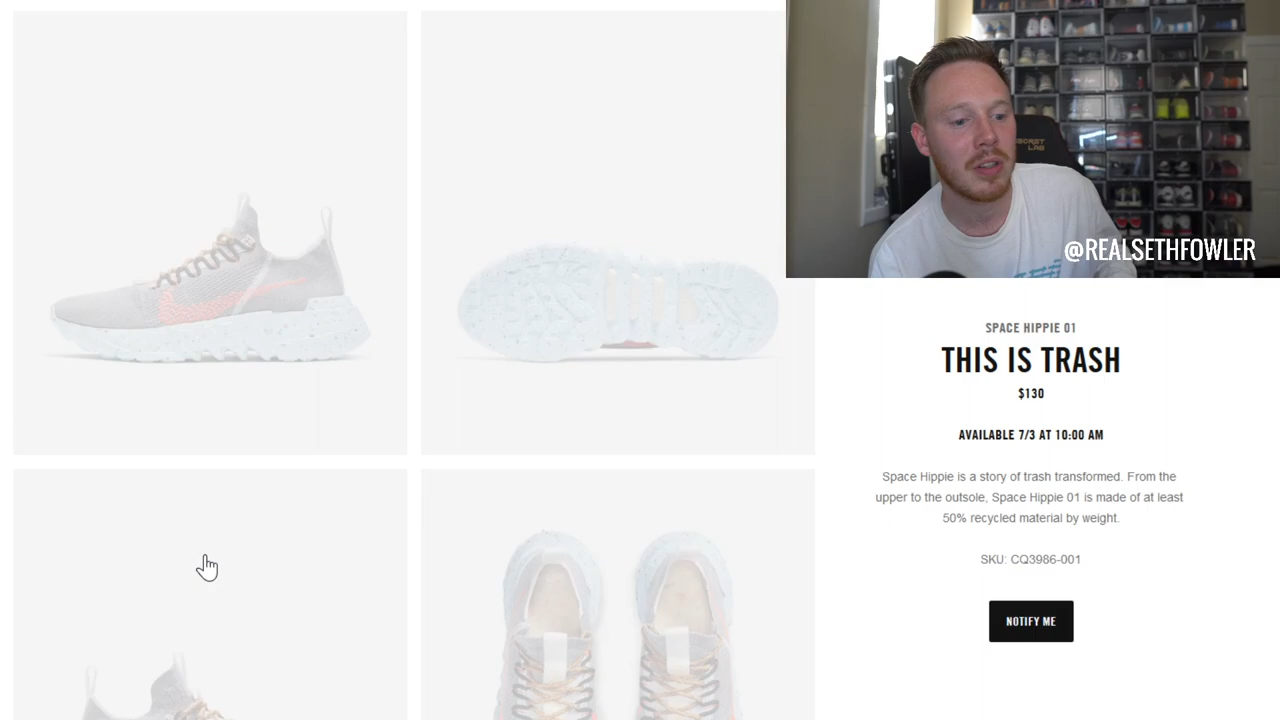 SECRET
LAB
@REALSETHFOWLER
SPACE HIPPIE 01
THIS IS TRASH
$130
AVAILABLE 7/3 AT 10:00 AM
Space Hippie is a story of trash transformed. From the
upper to the outsole, Space Hippie 01 is made of at least
50% recycled material by weight.
SKU: CQ3986-001
NOTIFY ME